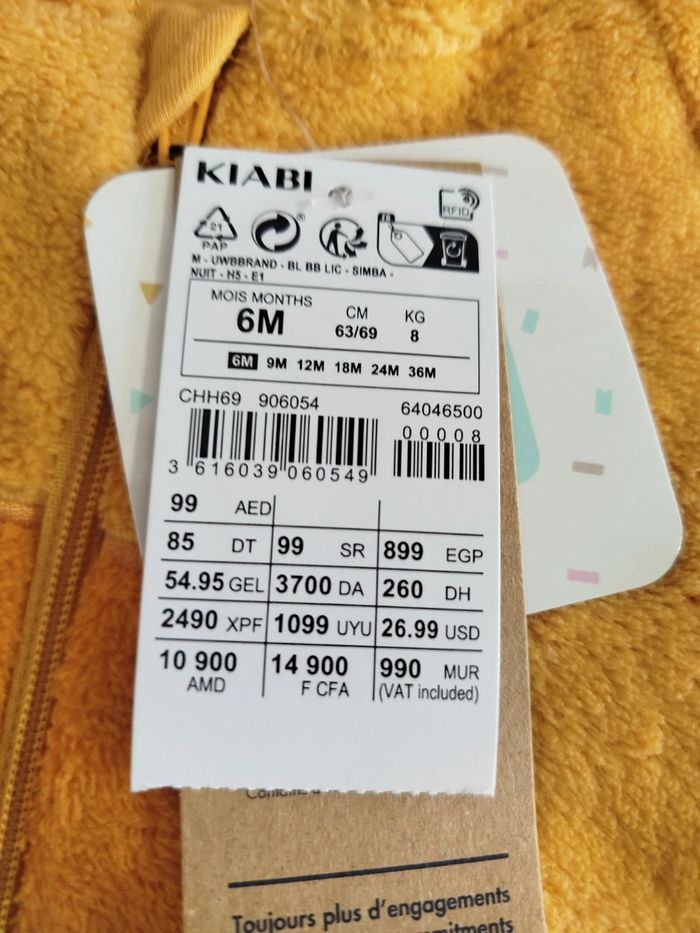 KIABI
RFID
21
PAP
M - UWBBRAND - BL BB LIC - SIMBA -
NUIT - H5 - E1
MOIS MONTHS CM KG
6M 63/69 8
6M 9M 12M 18M 24M 36M
CHH69 906054 64046500
00008
3 616039 060549
99 AED
85 DT 99 SR 899 EGP
54.95 GEL 3700 DA 260 DH
2490 XPF 1099 UYU 26.99 USD
10 900 AMD 14 900 F CFA 990 MUR
(VAT included)
Toujours plus d'engagements